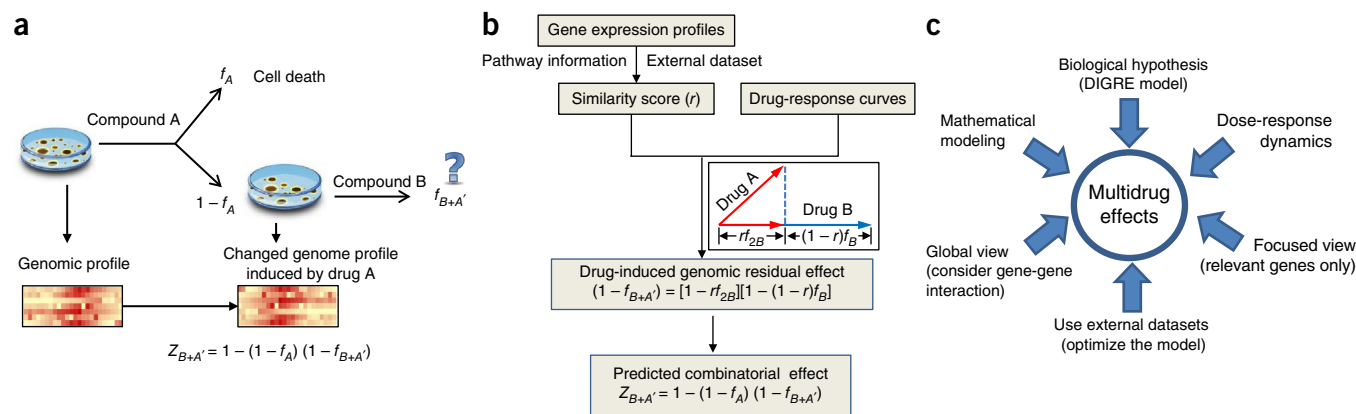 a
f_A
Cell death
Compound A
1 – f_A
Compound B
?
f_{B+A′}
Genomic profile
Changed genome profile
induced by drug A
Z_{B+A′} = 1 – (1 – f_A) (1 – f_{B+A′})
b
Gene expression profiles
Pathway information
External dataset
Similarity score (r)
Drug-response curves
Drug A
Drug B
rf_{2B}
(1 – r)f_B
Drug-induced genomic residual effect
(1 – f_{B+A′}) = [1 – rf_{2B}][1 – (1 – r)f_B]
Predicted combinatorial effect
Z_{B+A′} = 1 – (1 – f_A) (1 – f_{B+A′})
c
Biological hypothesis
(DIGRE model)
Mathematical
modeling
Dose-response
dynamics
Multidrug
effects
Global view
(consider gene-gene
interaction)
Focused view
(relevant genes only)
Use external datasets
(optimize the model)